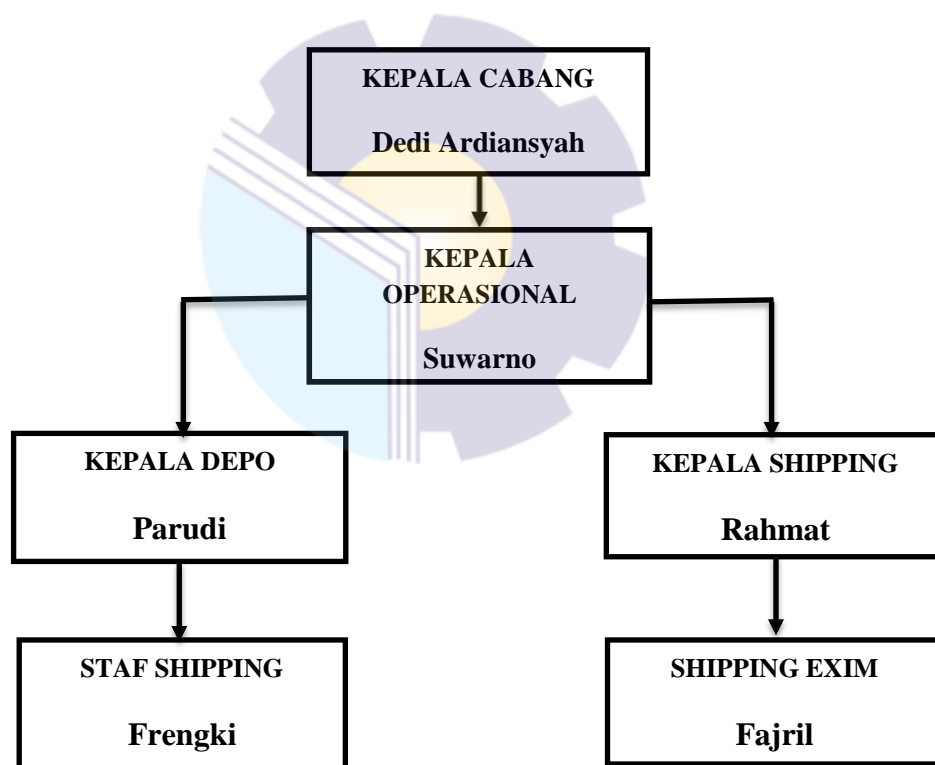 KEPALA CABANG
Dedi Ardiansyah
KEPALA
OPERASIONAL
Suwarno
KEPALA DEPO
Parudi
KEPALA SHIPPING
Rahmat
STAF SHIPPING
Frengki
SHIPPING EXIM
Fajril